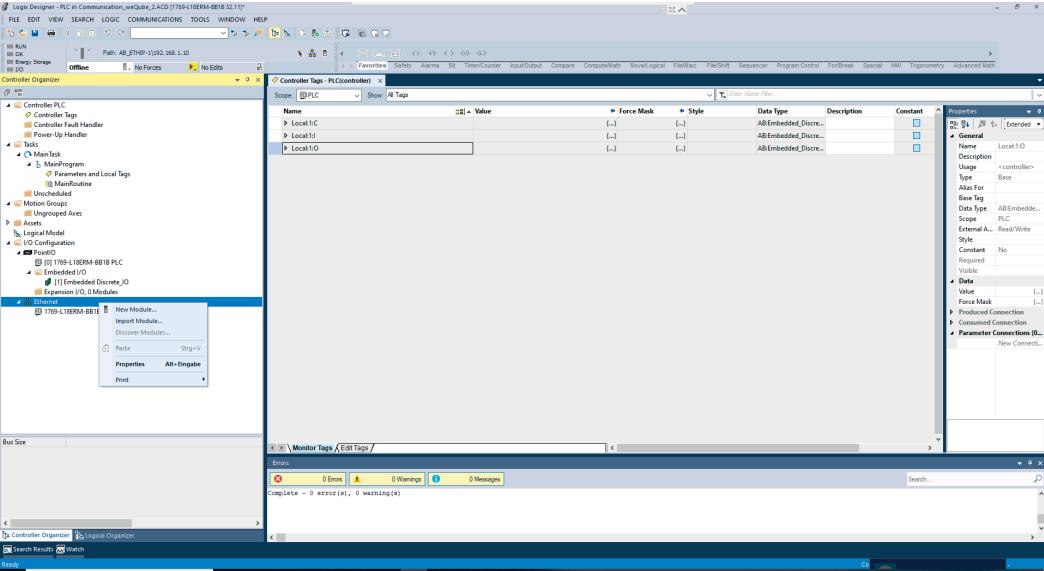 Logix Designer - PLC in Communication_weQube_2.ACD [1769-L18ERM-BB1B 32.11]*
FILE EDIT VIEW SEARCH LOGIC COMMUNICATIONS TOOLS WINDOW HELP
RUN
OK
Energy Storage
I/O
Path: AB_ETHIP-1\192.168.1.10
Offline
No Forces
No Edits
Favorites Safety Alarms Bit Timer/Counter Input/Output Compare Compute/Math Move/Logical File/Misc. File/Shift Sequencer Program Control For/Break Special HMI Trigonometry Advanced Math
Controller Organizer
Controller PLC
Controller Tags
Controller Fault Handler
Power-Up Handler
Tasks
MainTask
MainProgram
Parameters and Local Tags
MainRoutine
Unscheduled
Motion Groups
Ungrouped Axes
Assets
Logical Model
I/O Configuration
PointIO
[0] 1769-L18ERM-BB1B PLC
Embedded I/O
[1] Embedded Discrete_IO
Expansion I/O, 0 Modules
Ethernet
1769-L18ERM-BB1B
New Module...
Import Module...
Discover Modules...
Paste Strg+V
Properties Alt+Eingabe
Print
Bus Size
Controller Organizer Logical Organizer
Controller Tags - PLC(controller) ×
Scope: PLC Show: All Tags Enter Name Filter...
Name Value Force Mask Style Data Type Description Constant
Local:1:C {...} {...} AB:Embedded_Discre...
Local:1:I {...} {...} AB:Embedded_Discre...
Local:1:O {...} {...} AB:Embedded_Discre...
Monitor Tags Edit Tags
Properties
Extended
General
Name Local:1:O
Description
Usage <controller>
Type Base
Alias For
Base Tag
Data Type AB:Embedde...
Scope PLC
External A... Read/Write
Style
Constant No
Required
Visible
Data
Value {...}
Force Mask {...}
Produced Connection
Consumed Connection
Parameter Connections {0...
New Connecti...
Errors
0 Errors 0 Warnings 0 Messages
Search...
Complete - 0 error(s), 0 warning(s)
Search Results Watch
Ready
Co